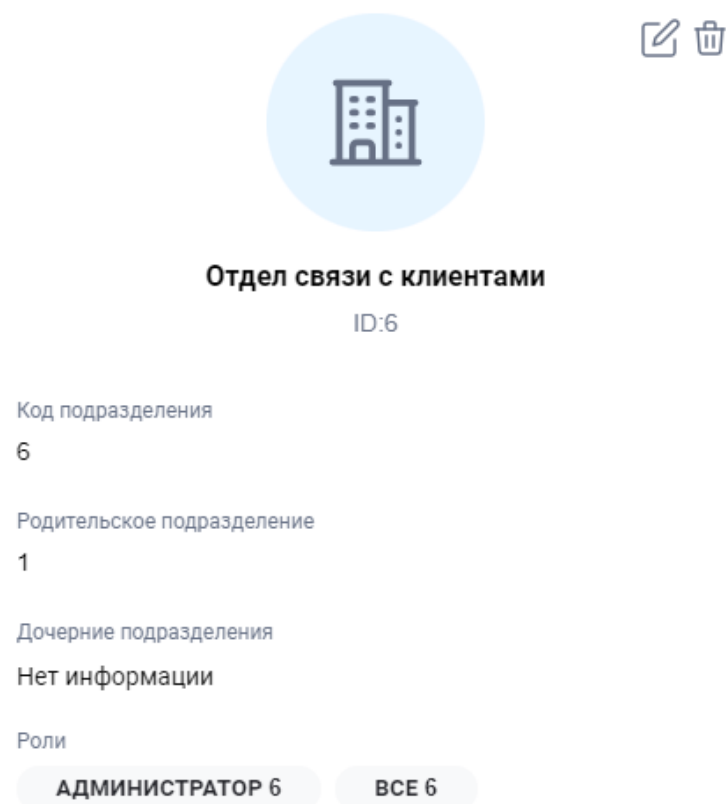 Отдел связи с клиентами
ID:6
Код подразделения
6
Родительское подразделение
1
Дочерние подразделения
Нет информации
Роли
АДМИНИСТРАТОР 6 ВСЕ 6